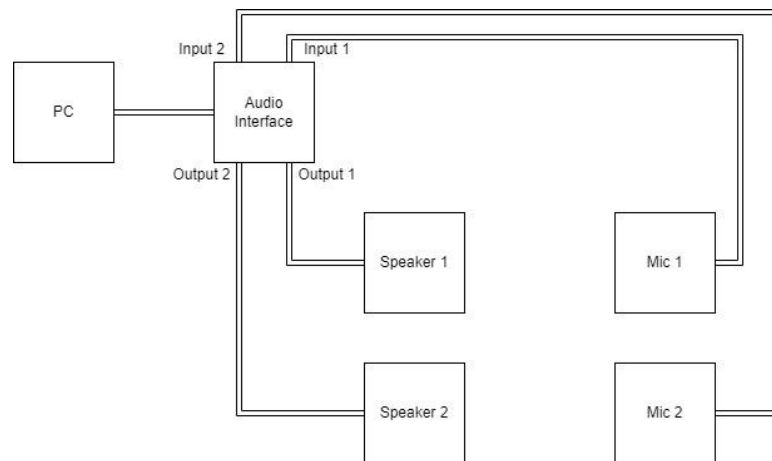 Input 2
Input 1
PC
Audio
Interface
Output 2
Output 1
Speaker 1
Mic 1
Speaker 2
Mic 2